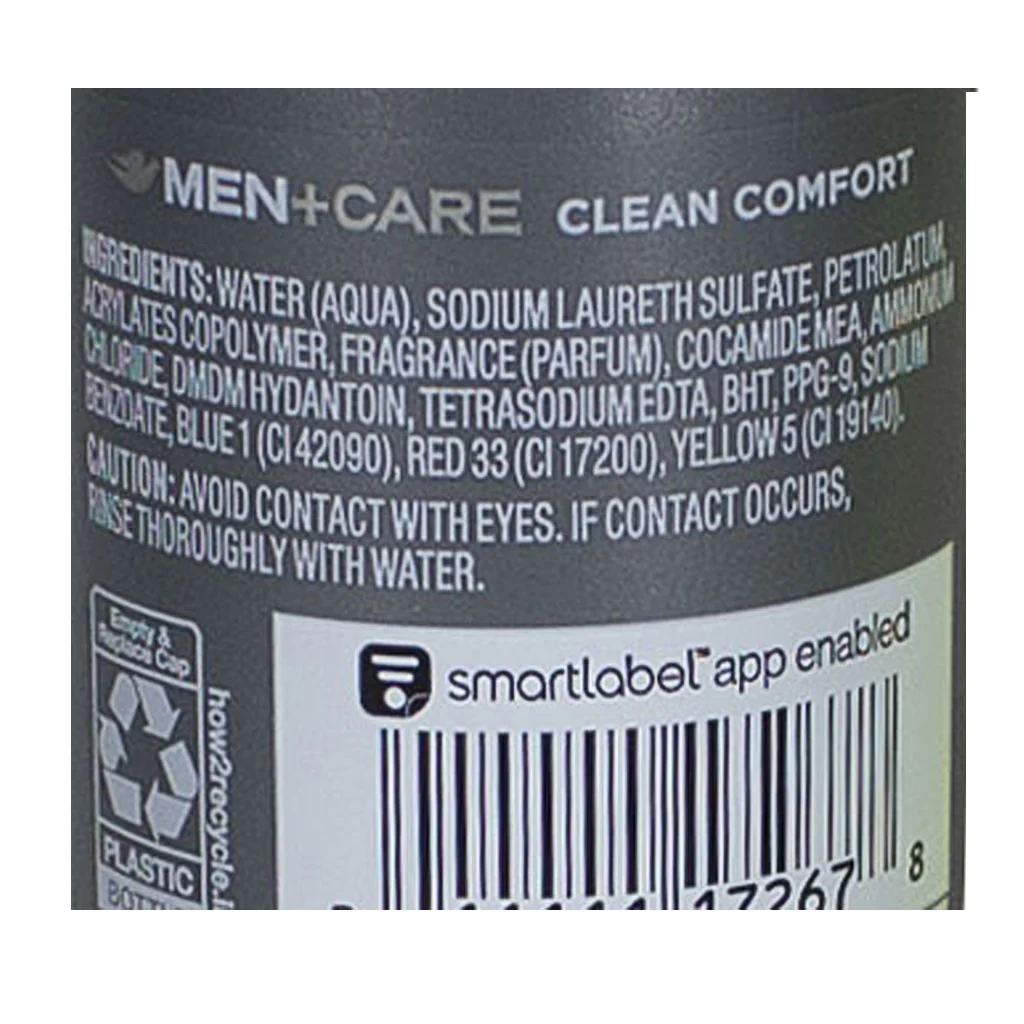 MEN+CARE CLEAN COMFORT
INGREDIENTS: WATER (AQUA), SODIUM LAURETH SULFATE, PETROLATUM,
ACRYLATES COPOLYMER, FRAGRANCE (PARFUM), COCAMIDE MEA, AMMONIUM
CHLORIDE, DMDM HYDANTOIN, TETRASODIUM EDTA, BHT, PPG-9, SODIUM
BENZOATE, BLUE 1 (CI 42090), RED 33 (CI 17200), YELLOW 5 (CI 19140).
CAUTION: AVOID CONTACT WITH EYES. IF CONTACT OCCURS,
RINSE THOROUGHLY WITH WATER.
Empty &
Replace Cap
PLASTIC
how2recycle.
smartlabel™ app enabled
17267 8